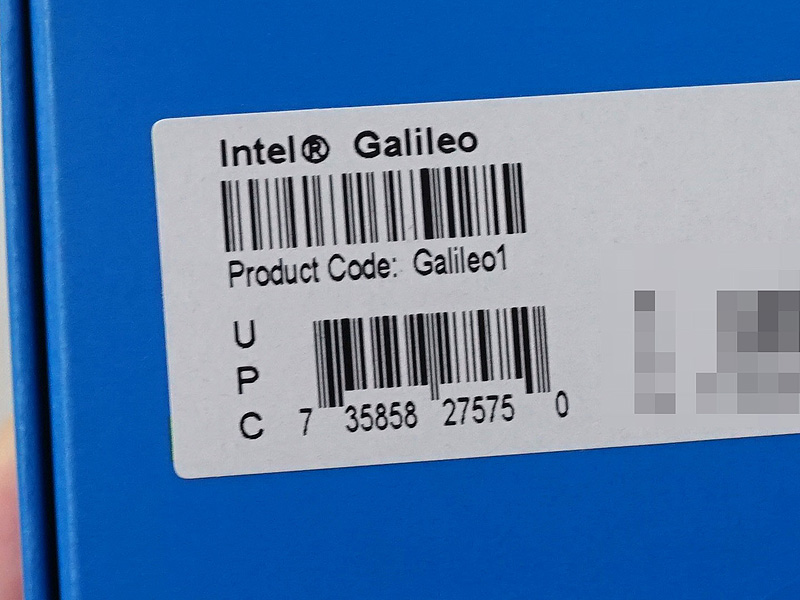 Intel® Galileo
Product Code: Galileo1
U
P
C
7 35858 27575 0